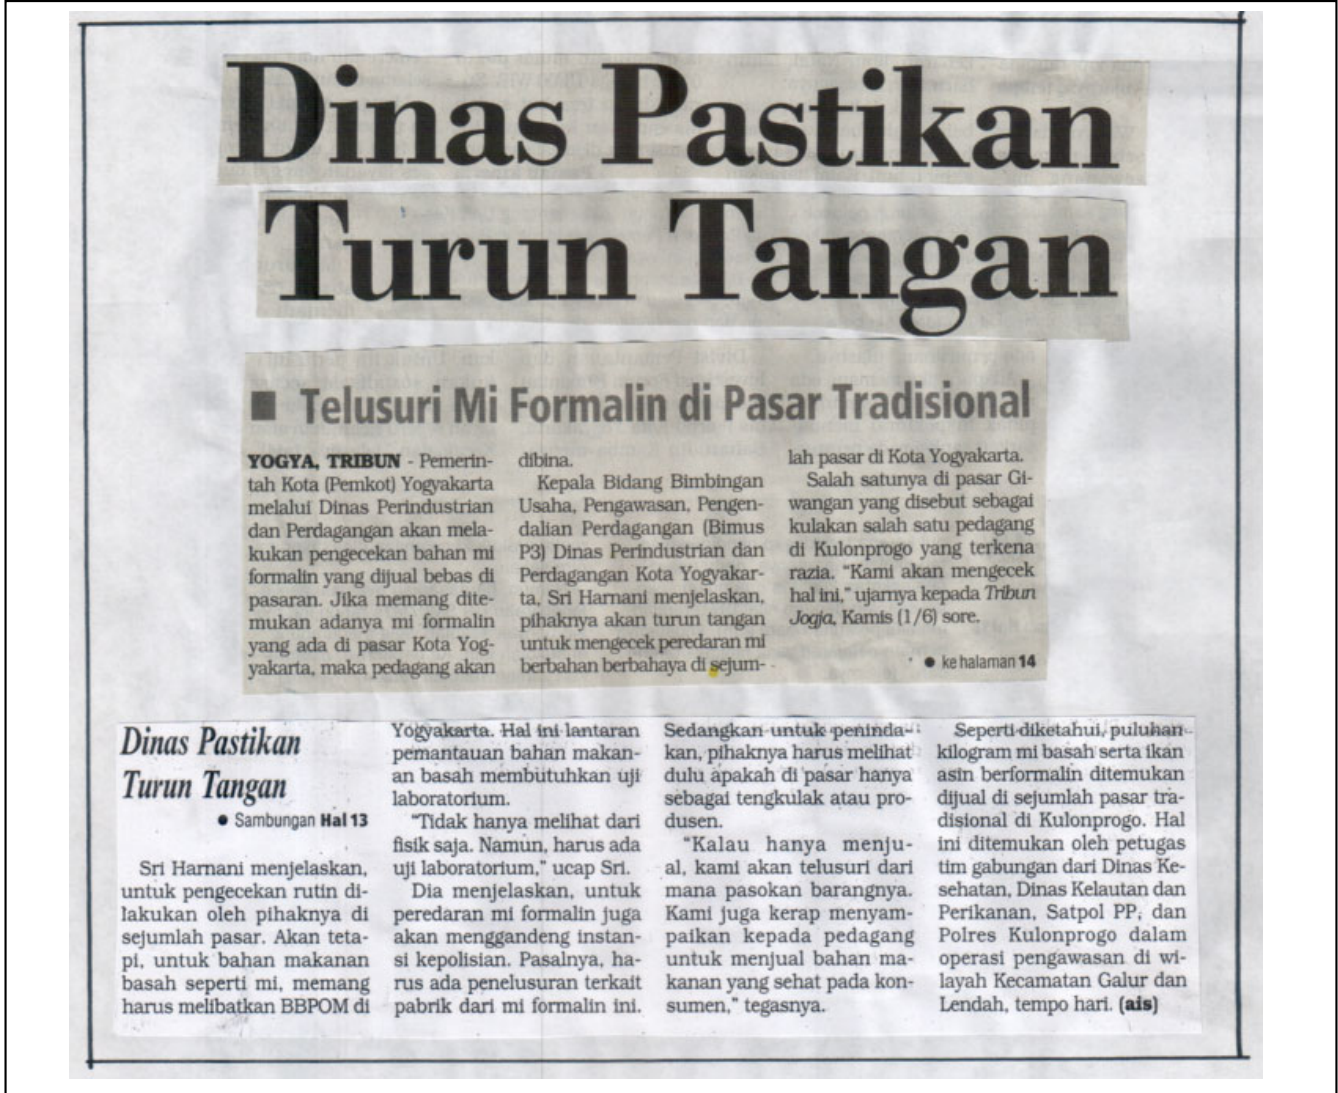 Dinas Pastikan
Turun Tangan
■ Telusuri Mi Formalin di Pasar Tradisional
YOGYA, TRIBUN - Pemerin-
tah Kota (Pemkot) Yogyakarta
melalui Dinas Perindustrian
dan Perdagangan akan mela-
kukan pengecekan bahan mi
formalin yang dijual bebas di
pasaran. Jika memang dite-
mukan adanya mi formalin
yang ada di pasar Kota Yog-
yakarta, maka pedagang akan
dibina.
Kepala Bidang Bimbingan
Usaha, Pengawasan, Pengen-
dalian Perdagangan (Bimus
P3) Dinas Perindustrian dan
Perdagangan Kota Yogyakar-
ta, Sri Harnani menjelaskan,
pihaknya akan turun tangan
untuk mengecek peredaran mi
berbahan berbahaya di sejum-
lah pasar di Kota Yogyakarta.
Salah satunya di pasar Gi-
wangan yang disebut sebagai
kulakan salah satu pedagang
di Kulonprogo yang terkena
razia. “Kami akan mengecek
hal ini,” ujarnya kepada Tribun
Jogja, Kamis (1/6) sore.
● ke halaman 14
Dinas Pastikan
Turun Tangan
● Sambungan Hal 13
Sri Harnani menjelaskan,
untuk pengecekan rutin di-
lakukan oleh pihaknya di
sejumlah pasar. Akan teta-
pi, untuk bahan makanan
basah seperti mi, memang
harus melibatkan BBPOM di
Yogyakarta. Hal ini lantaran
pemantauan bahan makan-
an basah membutuhkan uji
laboratorium.
“Tidak hanya melihat dari
fisik saja. Namun, harus ada
uji laboratorium,” ucap Sri.
Dia menjelaskan, untuk
peredaran mi formalin juga
akan menggandeng instan-
si kepolisian. Pasalnya, ha-
rus ada penelusuran terkait
pabrik dari mi formalin ini.
Sedangkan untuk peninda-
kan, pihaknya harus melihat
dulu apakah di pasar hanya
sebagai tengkulak atau pro-
dusen.
“Kalau hanya menju-
al, kami akan telusuri dari
mana pasokan barangnya.
Kami juga kerap menyam-
paikan kepada pedagang
untuk menjual bahan ma-
kanan yang sehat pada kon-
sumen,” tegasnya.
Seperti diketahui, puluhan
kilogram mi basah serta ikan
asin berformalin ditemukan
dijual di sejumlah pasar tra-
disional di Kulonprogo. Hal
ini ditemukan oleh petugas
tim gabungan dari Dinas Ke-
sehatan, Dinas Kelautan dan
Perikanan, Satpol PP, dan
Polres Kulonprogo dalam
operasi pengawasan di wi-
layah Kecamatan Galur dan
Lendah, tempo hari. (ais)